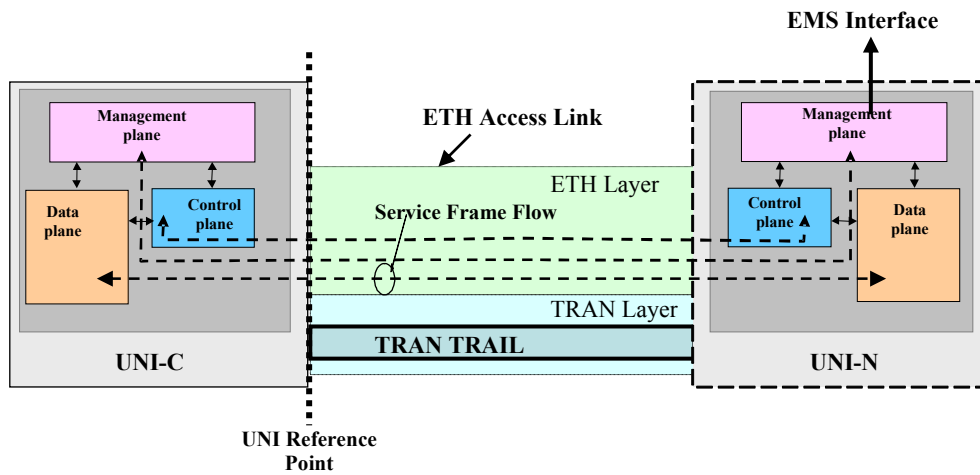 EMS Interface
Management
plane
Data
plane
Control
plane
UNI-C
ETH Access Link
ETH Layer
Service Frame Flow
TRAN Layer
TRAN TRAIL
UNI Reference
Point
Management
plane
Control
plane
Data
plane
UNI-N